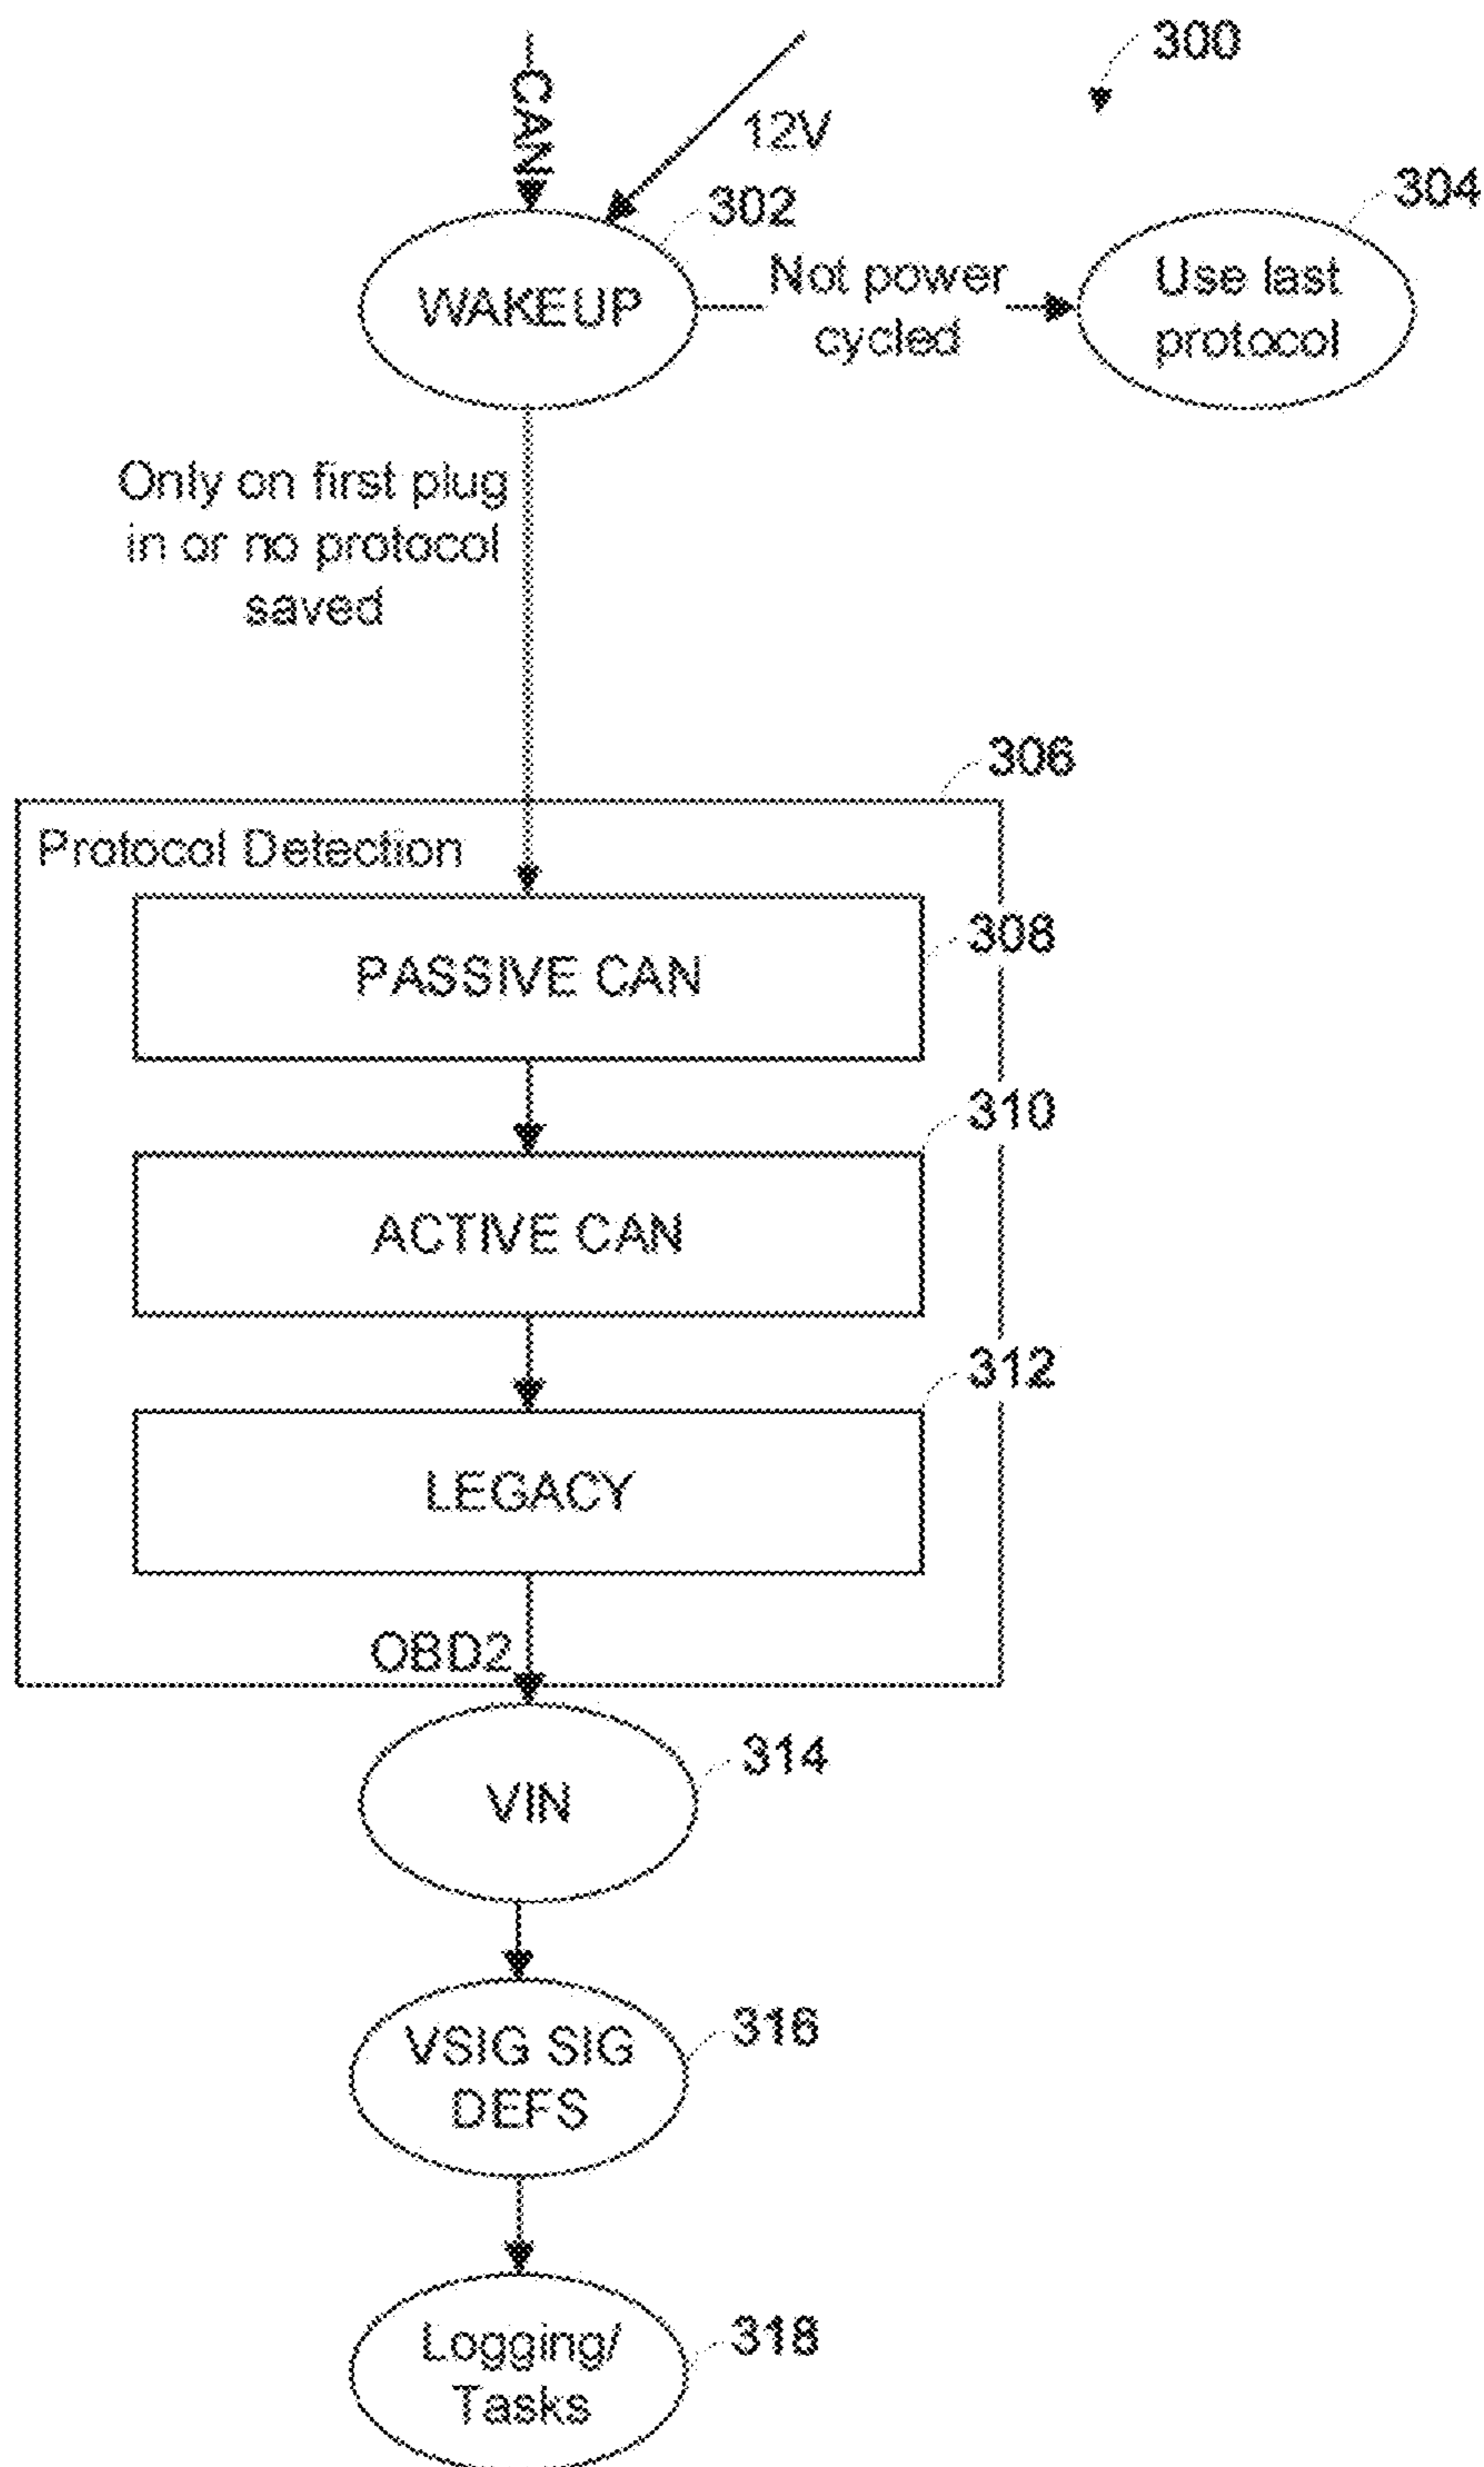 300
CAN
12V
302
304
WAKEUP
Not power
cycled
Use last
protocol
Only on first plug
in or no protocol
saved
306
Protocol Detection
308
PASSIVE CAN
310
ACTIVE CAN
312
LEGACY
OBD2
314
VIN
316
VSIG SIG
DEFS
318
Logging/
Tasks